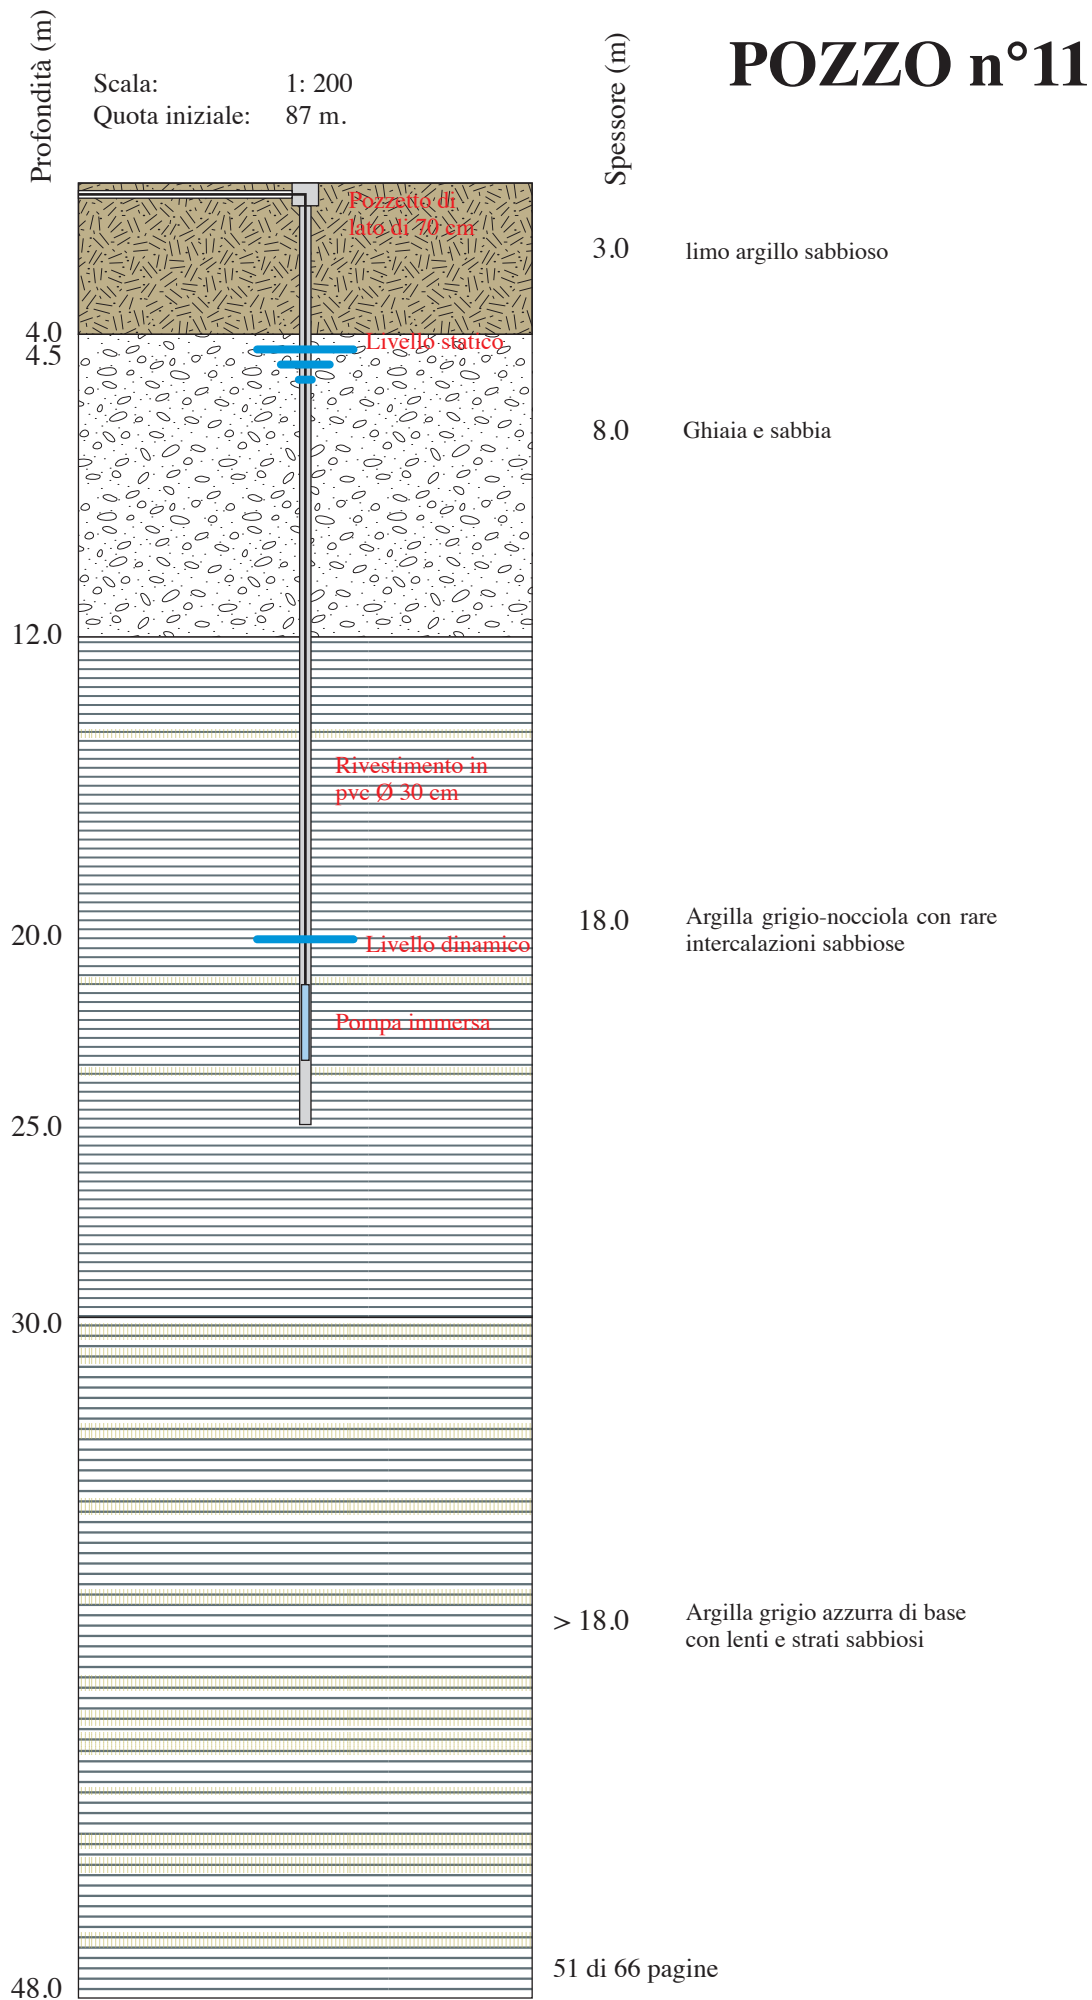 POZZO n°11
Profondità (m)
Scala: 1: 200
Quota iniziale: 87 m.
Spessore (m)
Pozzetto di
lato di 70 cm
3.0 limo argillo sabbioso
4.0
Livello statico
4.5
8.0 Ghiaia e sabbia
12.0
Rivestimento in
pvc Ø 30 cm
18.0 Argilla grigio-nocciola con rare
intercalazioni sabbiose
20.0
Livello dinamico
Pompa immersa
25.0
30.0
> 18.0 Argilla grigio azzurra di base
con lenti e strati sabbiosi
51 di 66 pagine
48.0